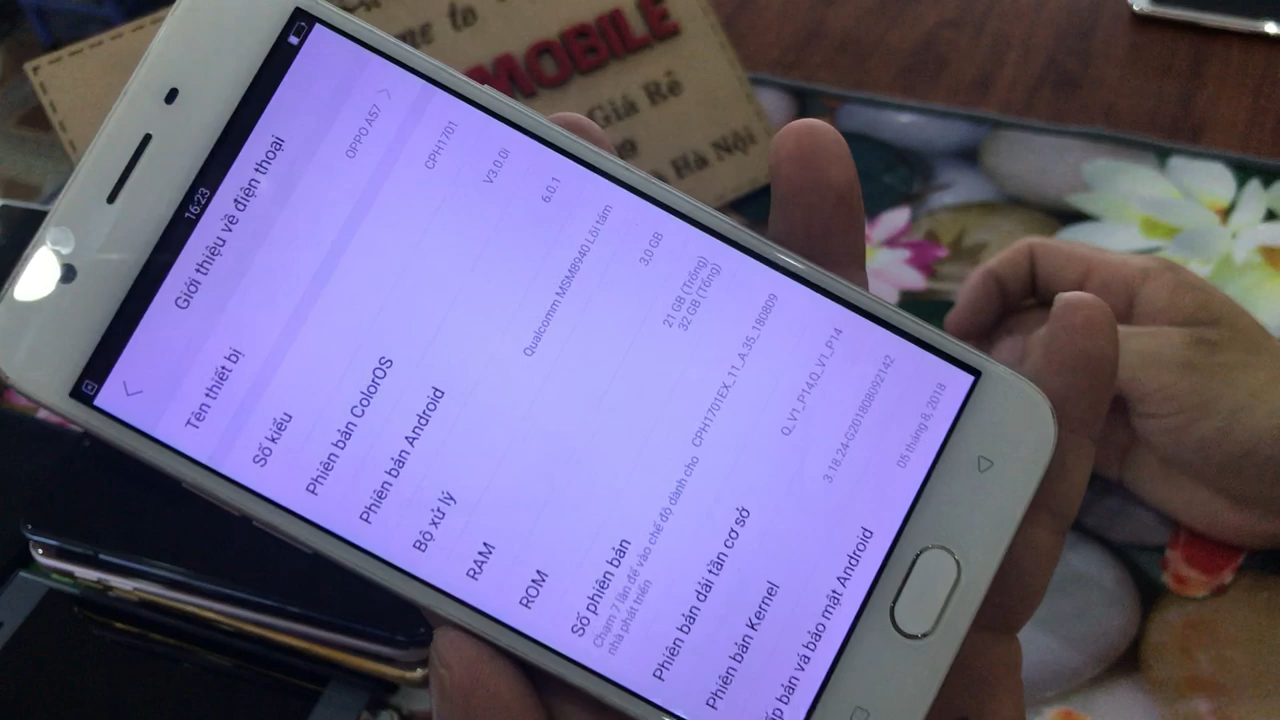 me to
MOBILE
Giá Rẻ
Hà Nội
16:23
Giới thiệu về điện thoại
Tên thiết bị OPPO A57
Số kiểu CPH1701
Phiên bản ColorOS V3.0.0i
Phiên bản Android 6.0.1
Bộ xử lý Qualcomm MSM8940 Lõi tám
RAM 3.0 GB
ROM 21 GB (Trống)
32 GB (Tổng)
Số phiên bản CPH1701EX_11_A.35_180809
Chạm 7 lần để vào chế độ dành cho
nhà phát triển
Phiên bản dải tần cơ sở Q_V1_P14,Q_V1_P14
Phiên bản Kernel 3.18.24-G201808092142
ấp bản vá bảo mật Android 05 tháng 8, 2018